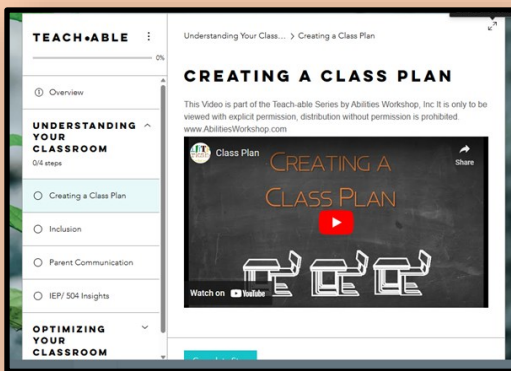 TEACH•ABLE
0%
Overview
UNDERSTANDING
YOUR
CLASSROOM
0/4 steps
Creating a Class Plan
Inclusion
Parent Communication
IEP/ 504 Insights
OPTIMIZING
YOUR
CLASSROOM
Understanding Your Class... > Creating a Class Plan
CREATING A CLASS PLAN
This Video is part of the Teach-able Series by Abilities Workshop, Inc It is only to be
viewed with explicit permission, distribution without permission is prohibited.
www.AbilitiesWorkshop.com
Class Plan
Share
CREATING A
CLASS PLAN
Watch on YouTube